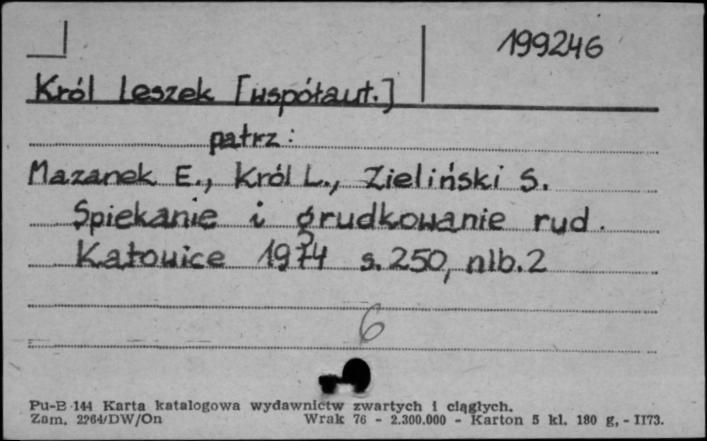 199246
Król Leszek [współaut.]
patrz:
Mazanek E., Król L., Zieliński S.
Spiekanie i grudkowanie rud.
Katowice 1974 s. 250, nlb. 2
6
Pu-B 144 Karta katalogowa wydawnictw zwartych i ciągłych.
Zam. 2264/DW/On Wrak 76 - 2.300.000 - Karton 5 kl. 180 g, - II73.